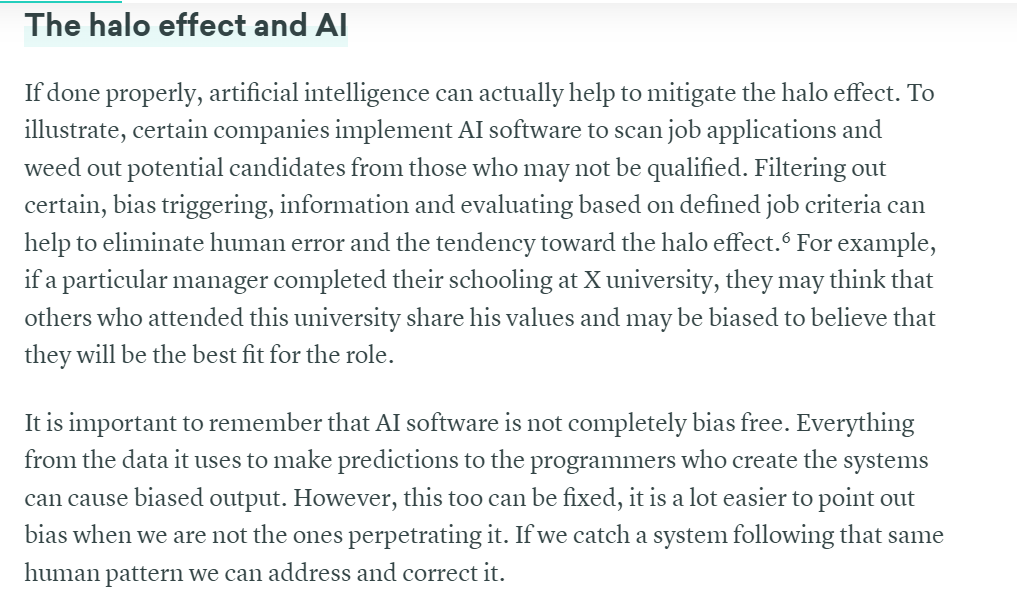 The halo effect and AI
If done properly, artificial intelligence can actually help to mitigate the halo effect. To
illustrate, certain companies implement AI software to scan job applications and
weed out potential candidates from those who may not be qualified. Filtering out
certain, bias triggering, information and evaluating based on defined job criteria can
help to eliminate human error and the tendency toward the halo effect.⁶ For example,
if a particular manager completed their schooling at X university, they may think that
others who attended this university share his values and may be biased to believe that
they will be the best fit for the role.
It is important to remember that AI software is not completely bias free. Everything
from the data it uses to make predictions to the programmers who create the systems
can cause biased output. However, this too can be fixed, it is a lot easier to point out
bias when we are not the ones perpetrating it. If we catch a system following that same
human pattern we can address and correct it.